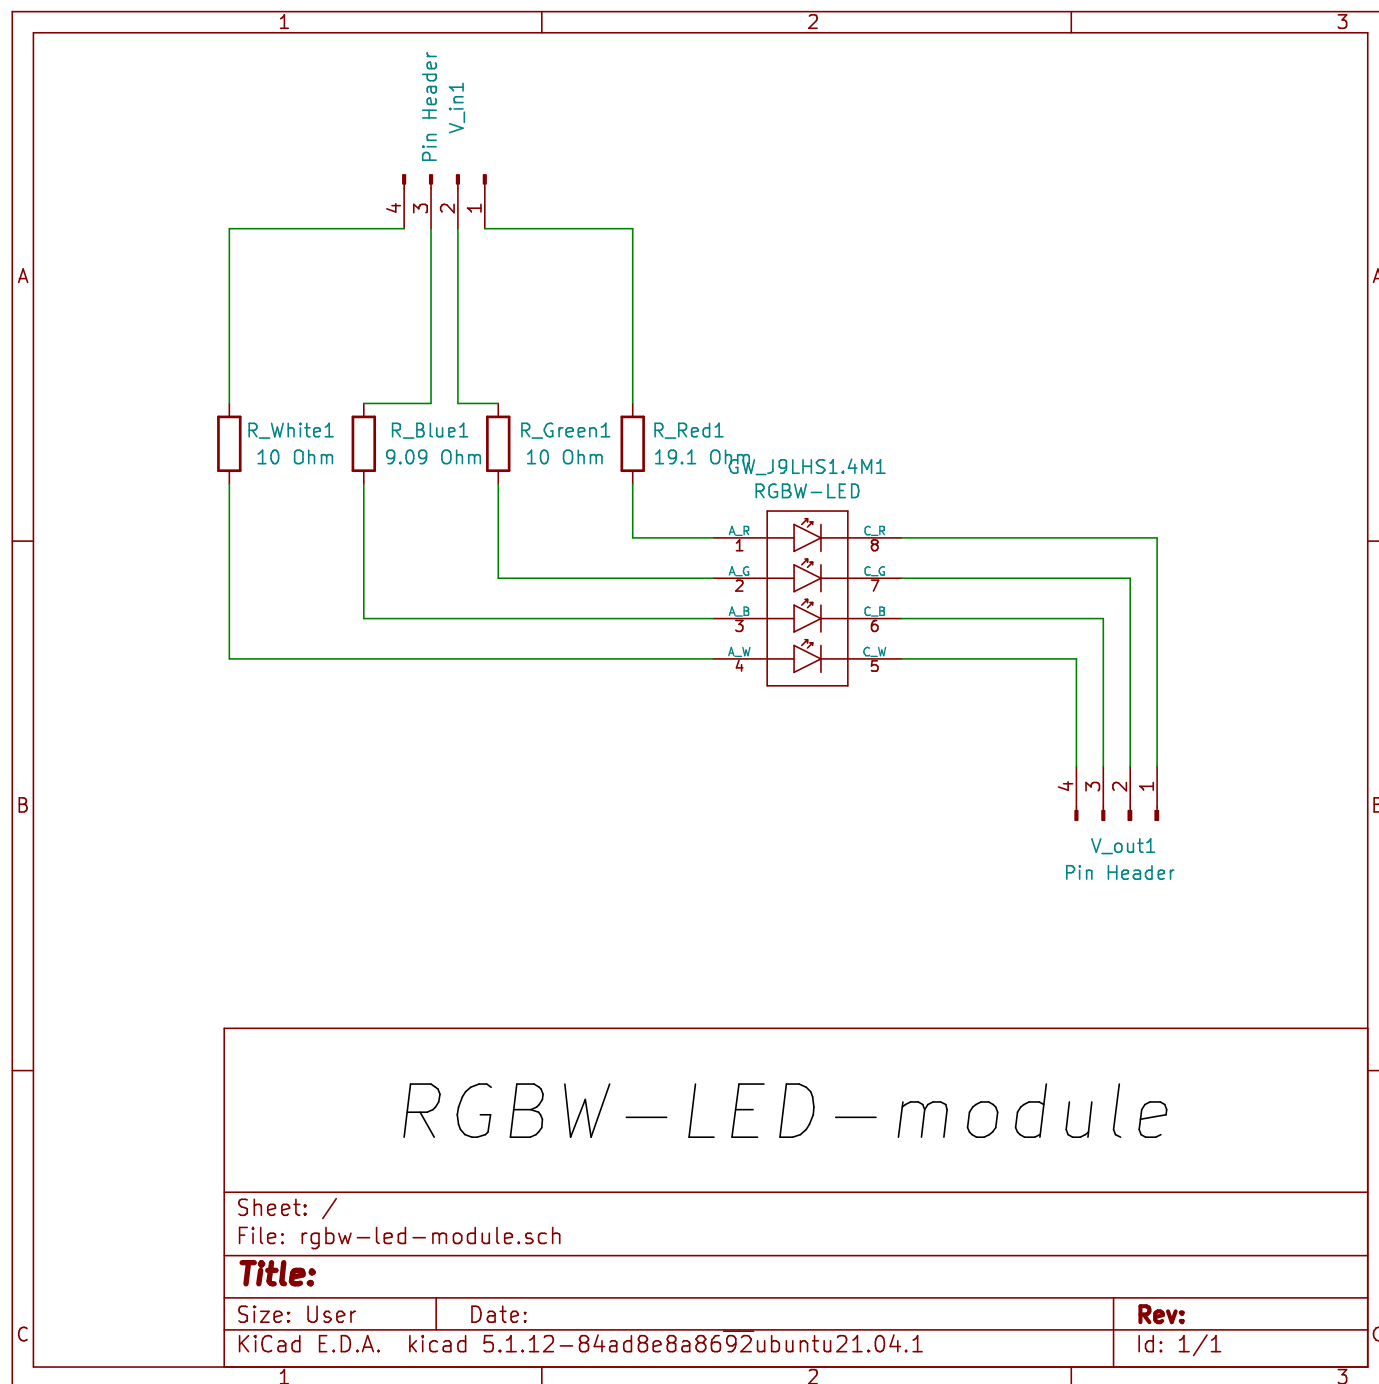 1 2 3
Pin Header
V_in1
4 3 2 1
A A
R_White1 R_Blue1 R_Green1 R_Red1
10 Ohm 9.09 Ohm 10 Ohm 19.1 Ohm
GW_J9LHS1.4M1
RGBW-LED
A_R C_R
1 8
A_G C_G
2 7
A_B C_B
3 6
A_W C_W
4 5
4 3 2 1
B B
V_out1
Pin Header
RGBW-LED-module
Sheet: /
File: rgbw-led-module.sch
Title:
Size: User Date: Rev:
KiCad E.D.A. kicad 5.1.12-84ad8e8a8692ubuntu21.04.1 Id: 1/1
C C
1 2 3